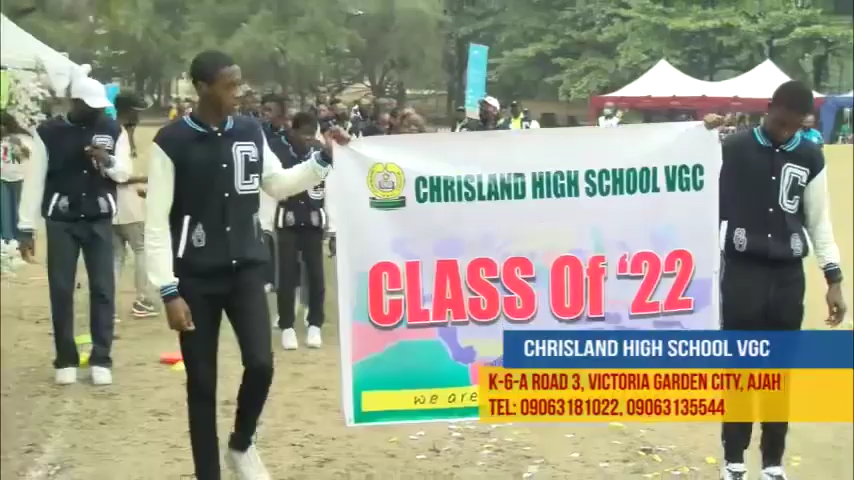 CHRISLAND HIGH SCHOOL VGC
CLASS Of '22
we are
C
C
CHRISLAND HIGH SCHOOL VGC
K-6-A ROAD 3, VICTORIA GARDEN CITY, AJAH
TEL: 09063181022, 09063135544